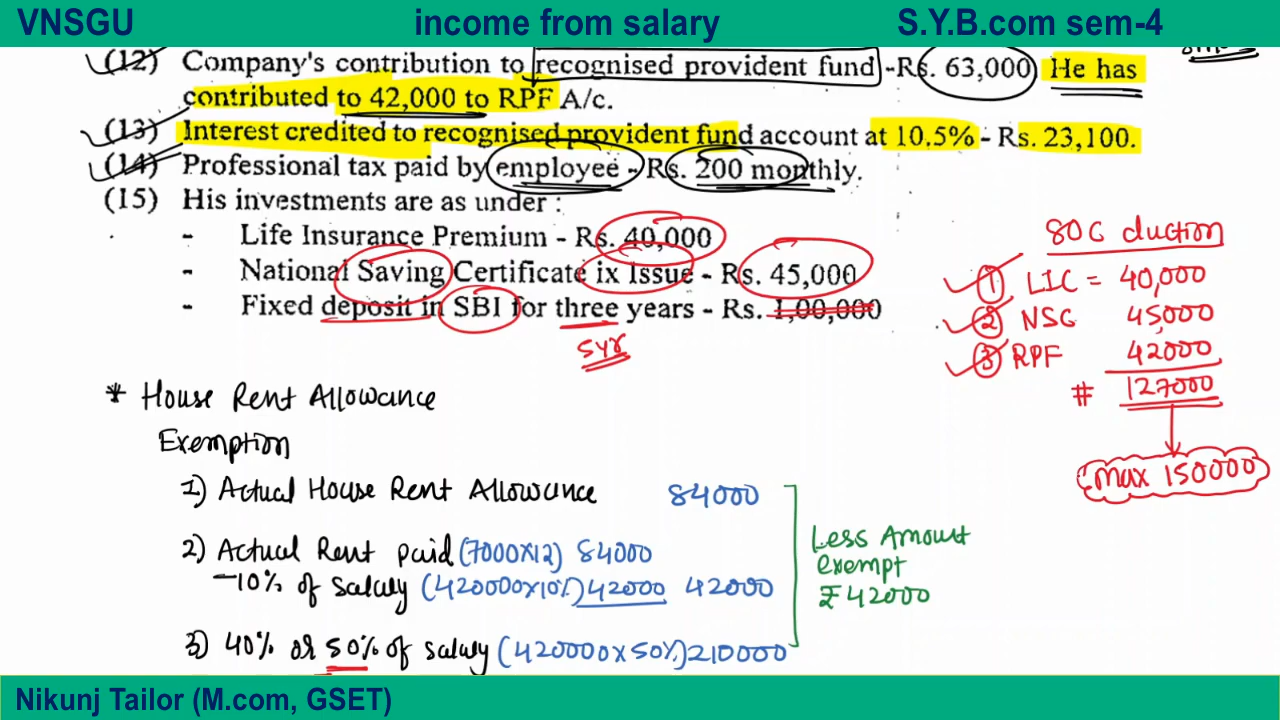 VNSGU income from salary S.Y.B.com sem-4
(12) Company's contribution to recognised provident fund -Rs. 63,000 He has
contributed to 42,000 to RPF A/c.
(13) Interest credited to recognised provident fund account at 10.5% - Rs. 23,100.
(14) Professional tax paid by employee - Rs. 200 monthly.
(15) His investments are as under :
- Life Insurance Premium - Rs. 40,000
- National Saving Certificate ix Issue - Rs. 45,000
- Fixed deposit in SBI for three years - Rs. 1,00,000
5yr
80C duction
① LIC = 40,000
② NSC 45,000
③ RPF 42000
# 127000
max 150000
* House Rent Allowance
Exemption
1) Actual House Rent Allowance 84000
2) Actual Rent paid (7000x12) 84000
-10% of salary (420000x10%) 42000 42000
3) 40% or 50% of salary (420000x50%) 210000
Less Amount
exempt
₹42000
Nikunj Tailor (M.com, GSET)